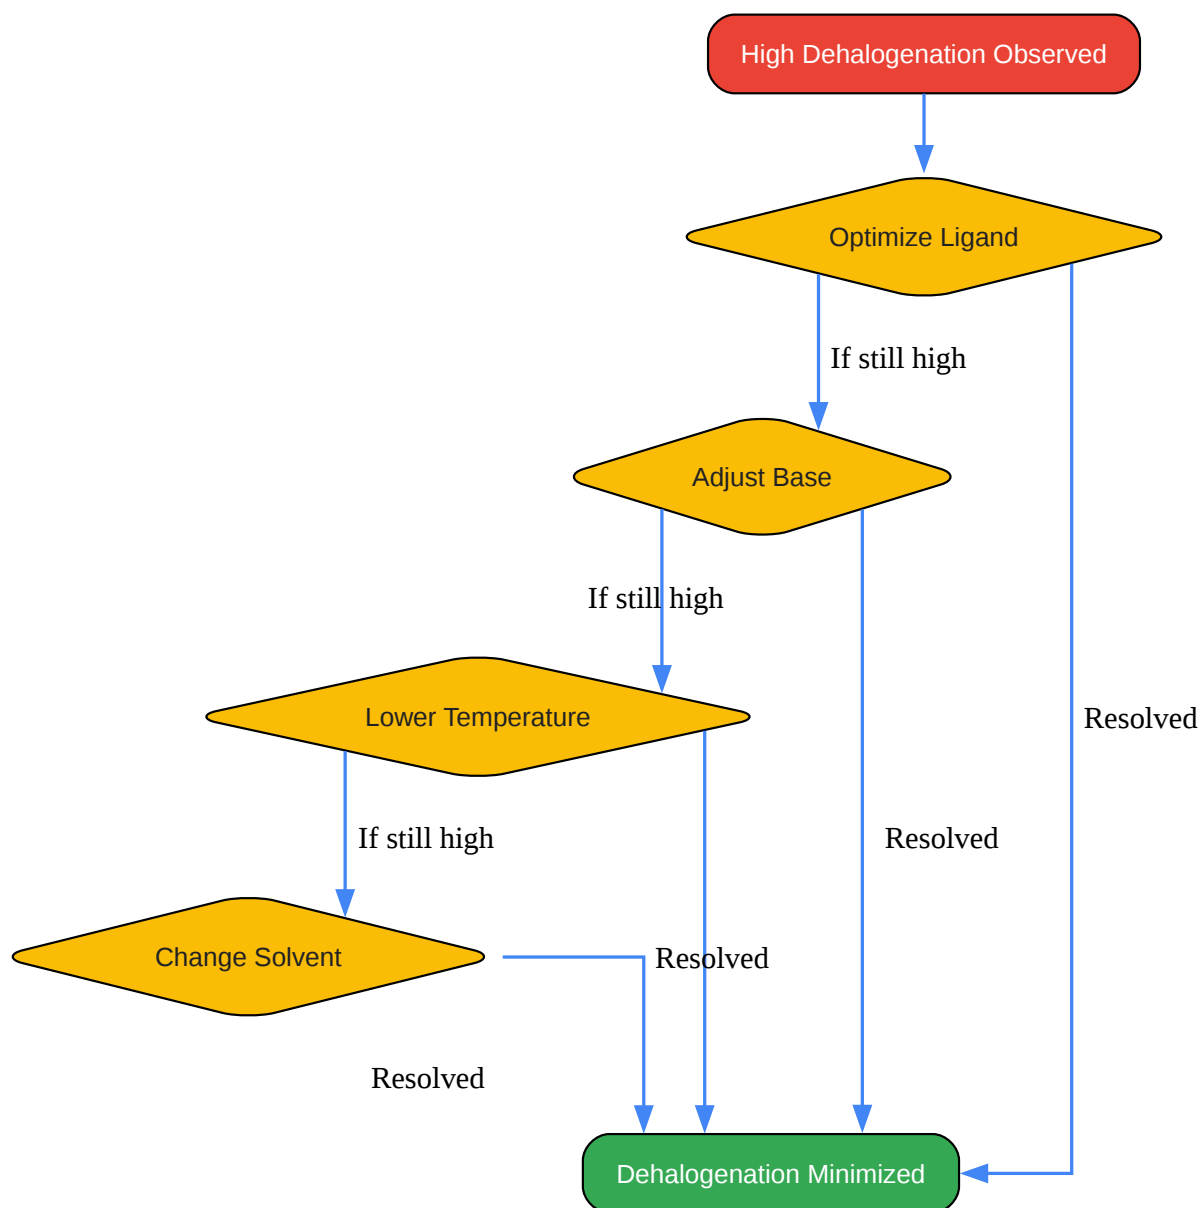 High Dehalogenation Observed
Optimize Ligand
If still high
Adjust Base
If still high
Lower Temperature
Resolved
If still high
Resolved
Change Solvent
Resolved
Resolved
Dehalogenation Minimized